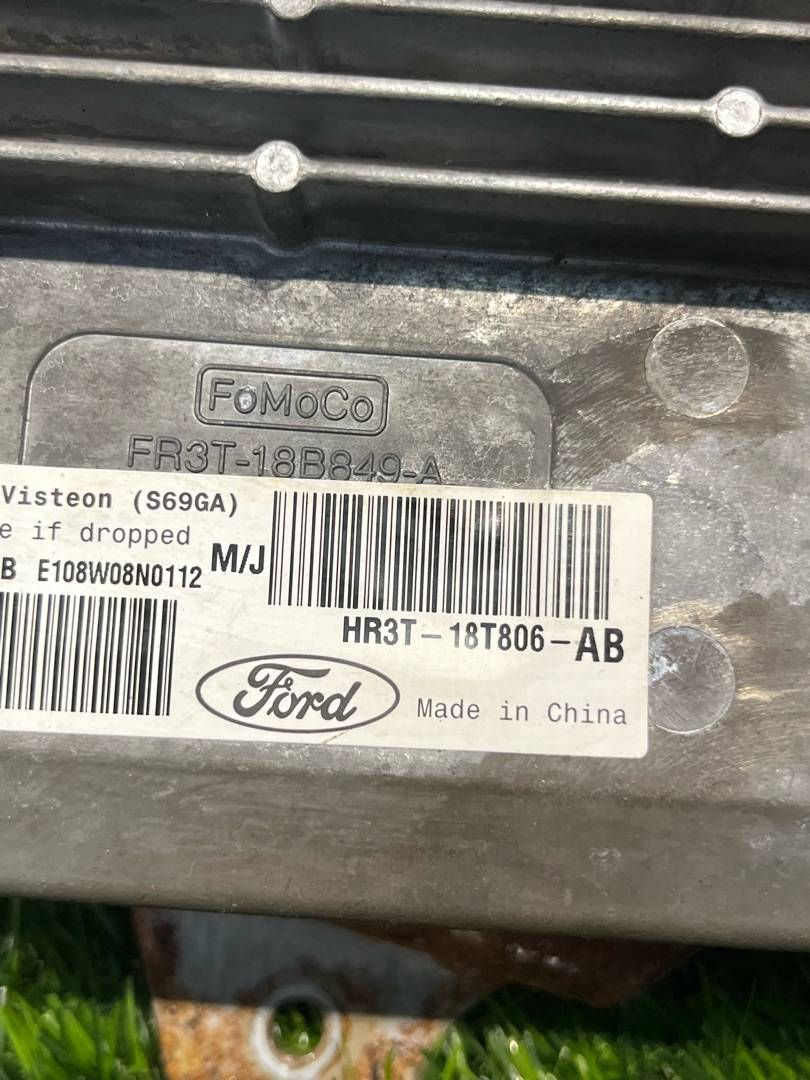 FoMoCo
FR3T-18B849-A
Visteon (S69GA)
e if dropped
B E108W08N0112
M/J
HR3T-18T806-AB
Ford
Made in China